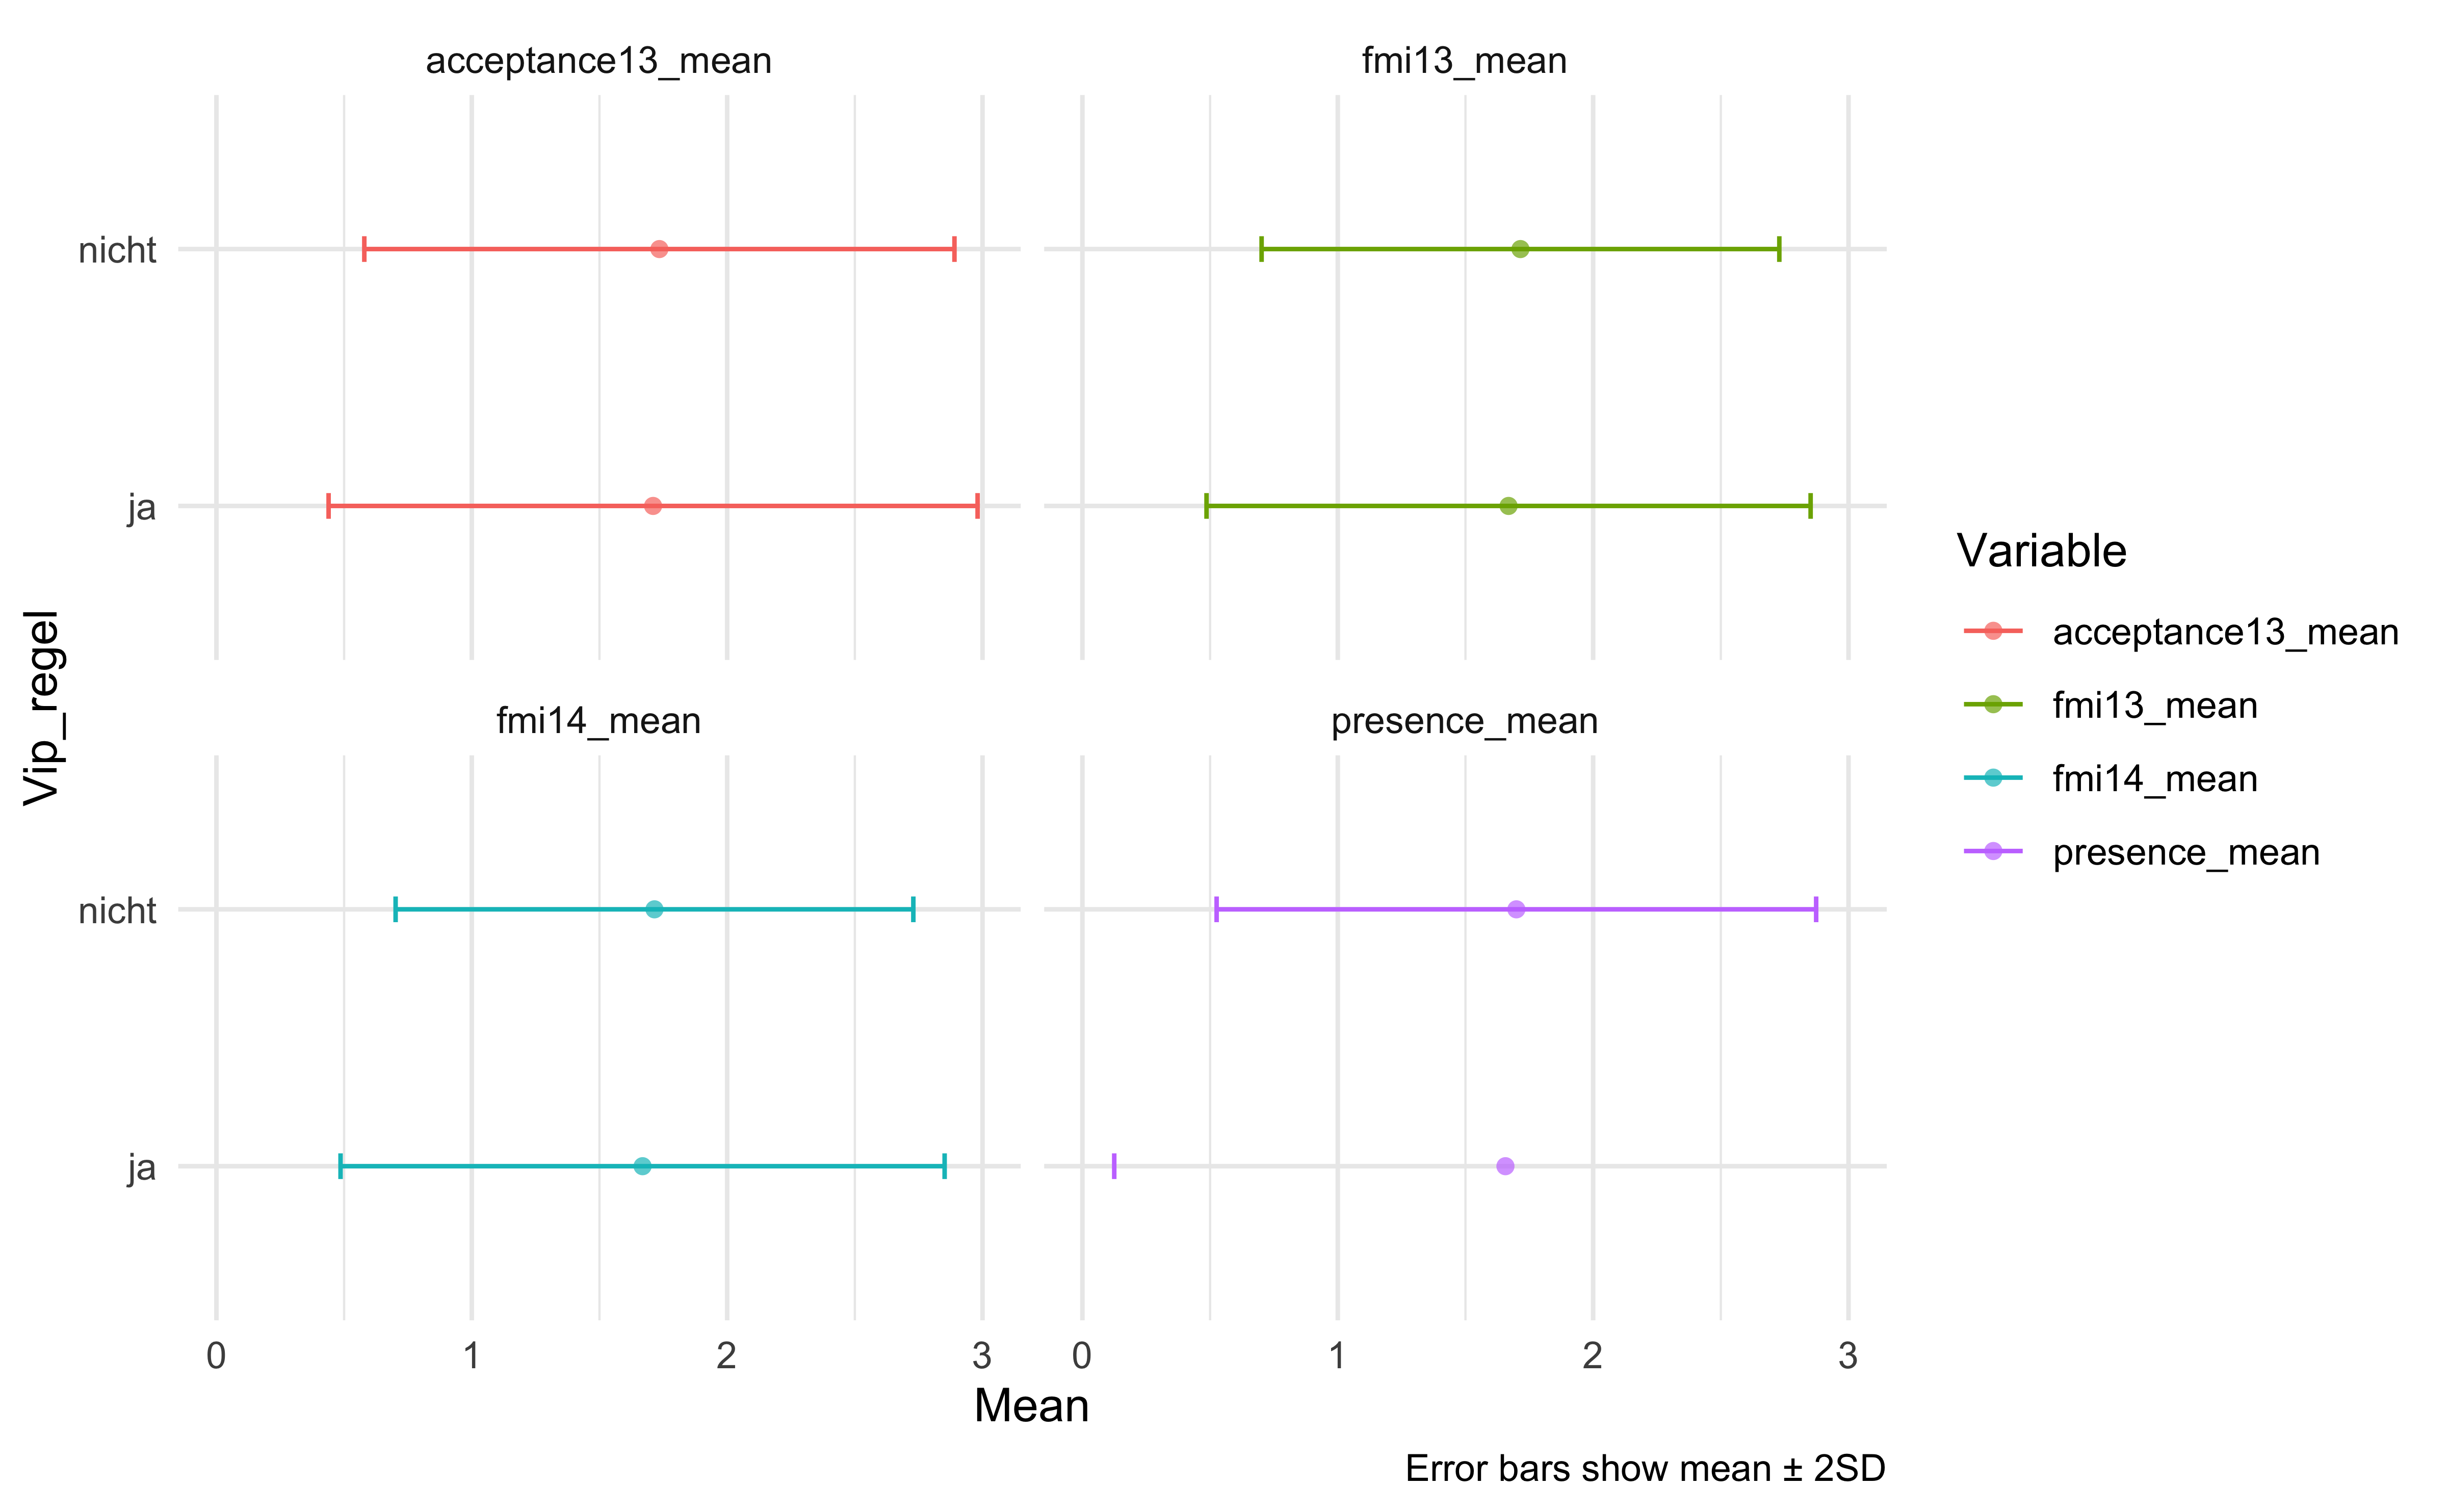 acceptance13_mean
fmi13_mean
nicht
ja
fmi14_mean
presence_mean
nicht
ja
0 1 2 3 0 1 2 3
Mean
Vip_regel
Error bars show mean ± 2SD
Variable
acceptance13_mean
fmi13_mean
fmi14_mean
presence_mean